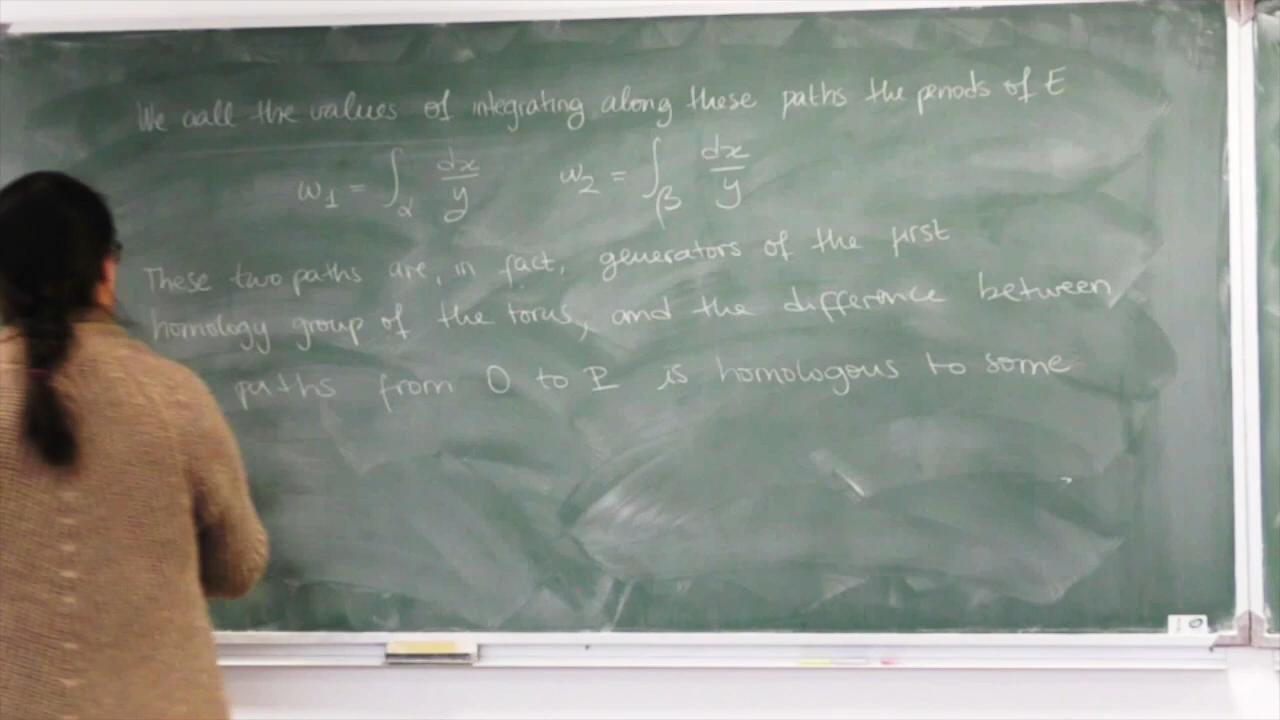 We call the values of integrating along these paths the periods of E
ω₁ = ∫_α dx/y    ω₂ = ∫_β dx/y
These two paths are, in fact, generators of the first
homology group of the torus, and the difference between
paths from O to P is homologous to some